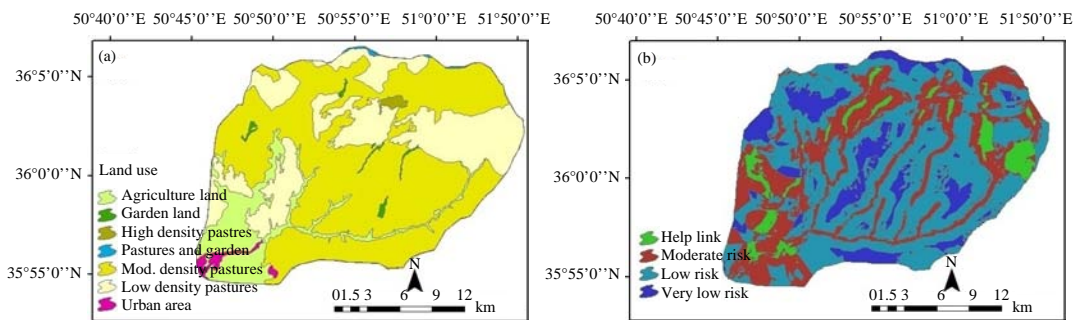 50°40'0''E 50°45'0''E 50°50'0''E 50°55'0''E 51°0'0''E 51°50'0''E
50°40'0''E 50°45'0''E 50°50'0''E 50°55'0''E 51°0'0''E 51°50'0''E
(a)
36°5'0''N
36°0'0''N
35°55'0''N
Land use
Agriculture land
Garden land
High density pastres
Pastures and garden
Mod. density pastures
Low density pastures
Urban area
N
01.5 3 6 9 12
km
(b)
36°5'0''N
36°0'0''N
35°55'0''N
Help link
Moderate risk
Low risk
Very low risk
N
01.5 3 6 9 12
km